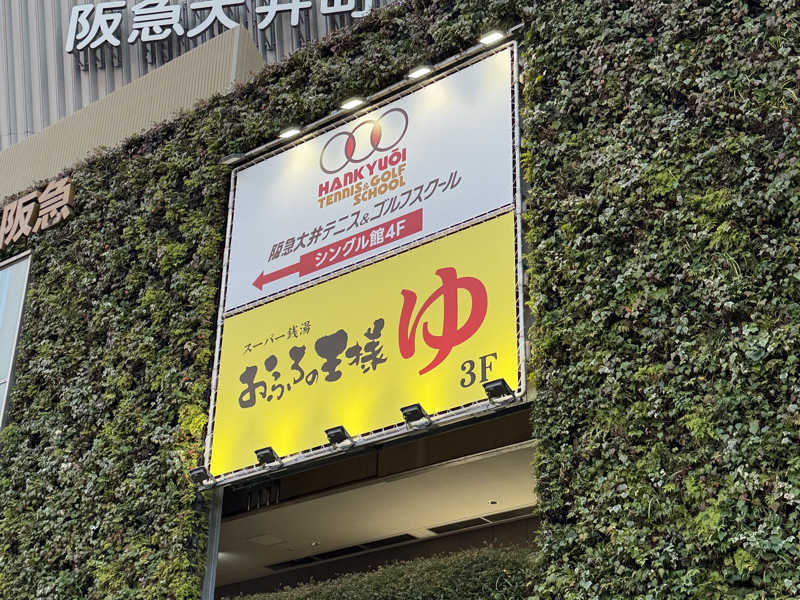 阪急大井町
阪急
HANKYU OI
TENNIS & GOLF
SCHOOL
阪急大井テニス&ゴルフスクール
シングル館4F
スーパー銭湯
おふろの王様
ゆ
3F